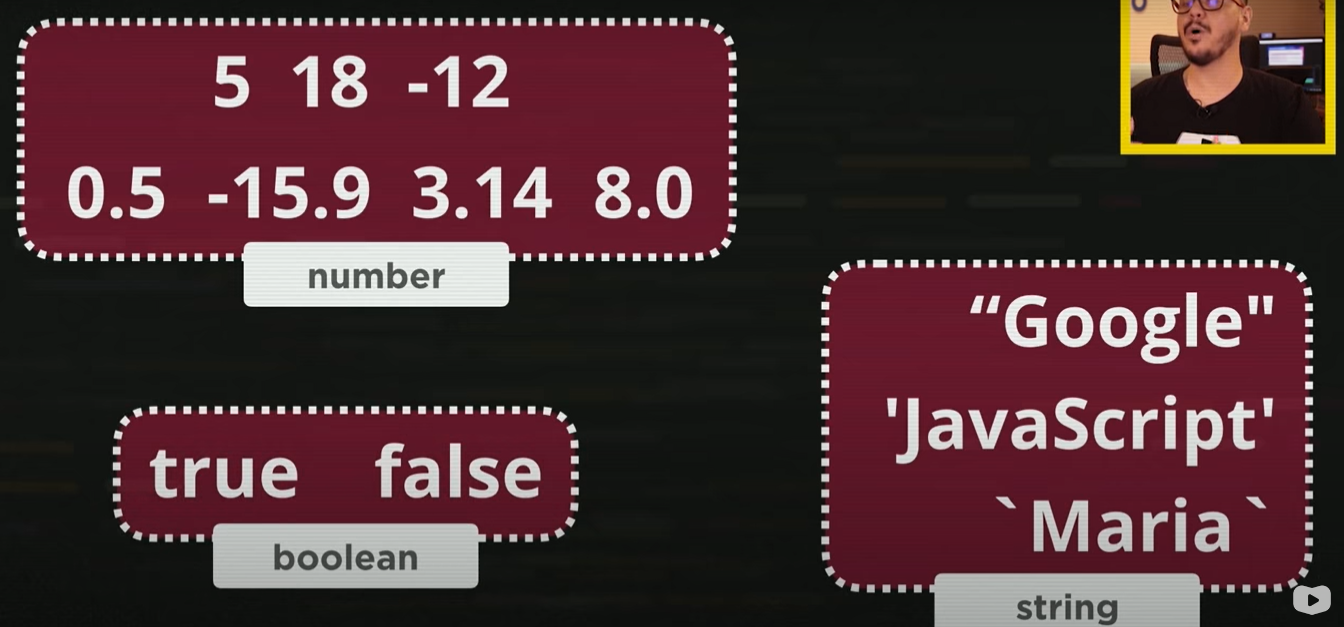 5 18 -12
0.5 -15.9 3.14 8.0
number
true false
boolean
“Google"
'JavaScript'
`Maria`
string